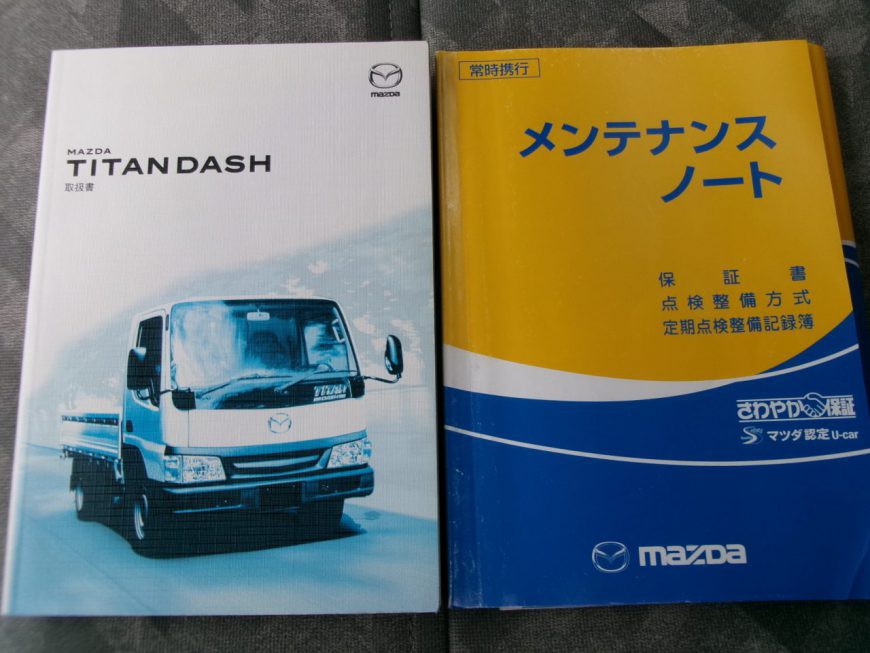 mazDa
MAZDA
TITAN DASH
取扱書
TITAN
常時携行
メンテナンス
ノート
保証書
点検整備方式
定期点検整備記録簿
さわやか保証
マツダ認定U-car
mazDa